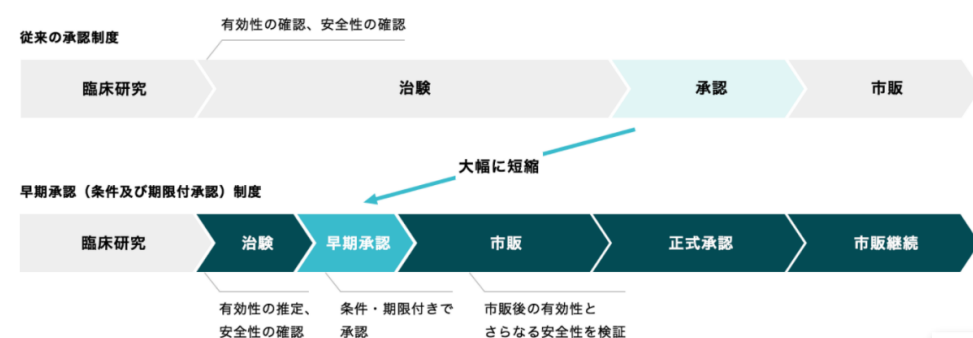 有効性の確認、安全性の確認
従来の承認制度
臨床研究
治験
承認
市販
大幅に短縮
早期承認（条件及び期限付承認）制度
臨床研究
治験
早期承認
市販
正式承認
市販継続
有効性の推定、
安全性の確認
条件・期限付きで
承認
市販後の有効性と
さらなる安全性を検証